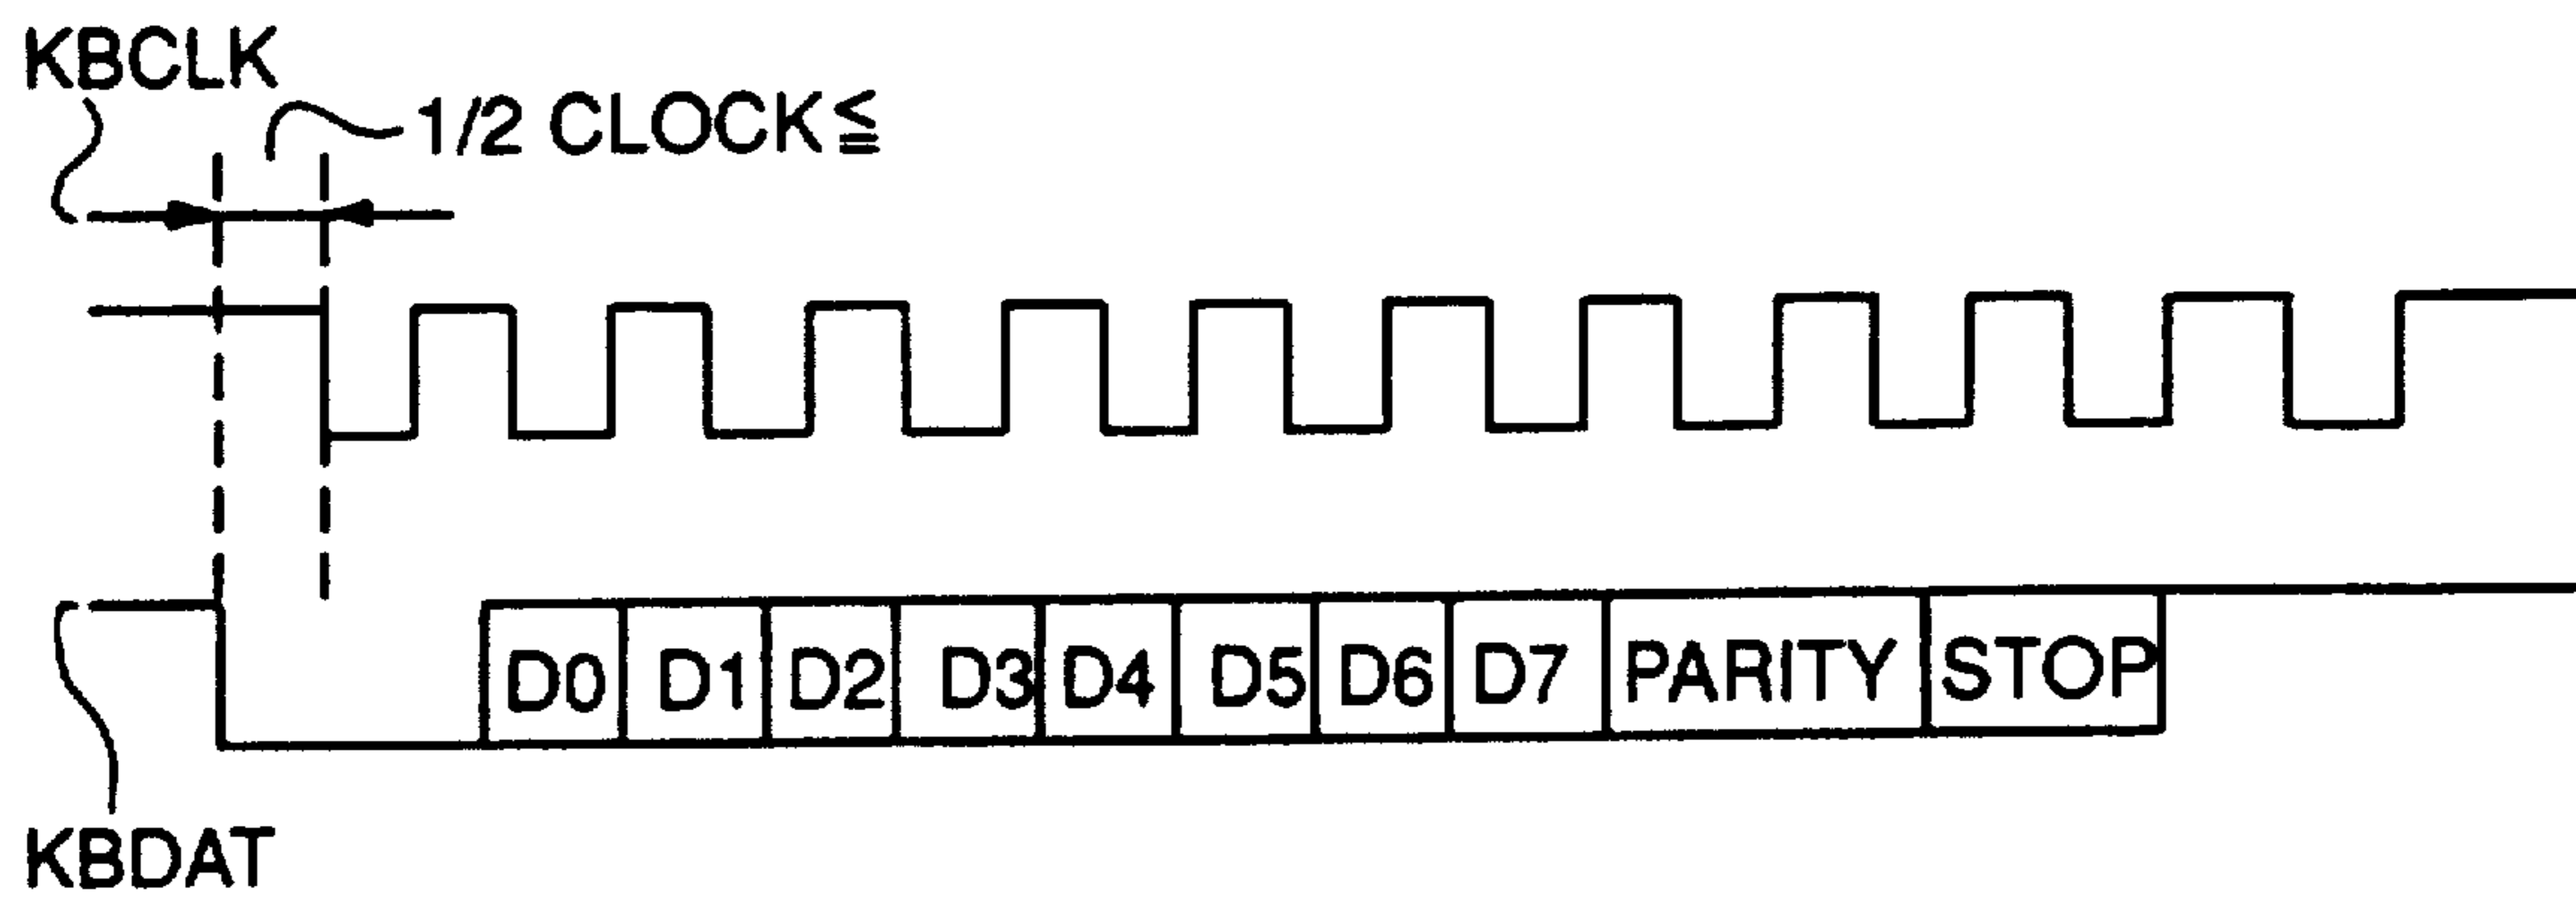 KBCLK
1/2 CLOCK≦
D0 D1 D2 D3 D4 D5 D6 D7 PARITY STOP
KBDAT